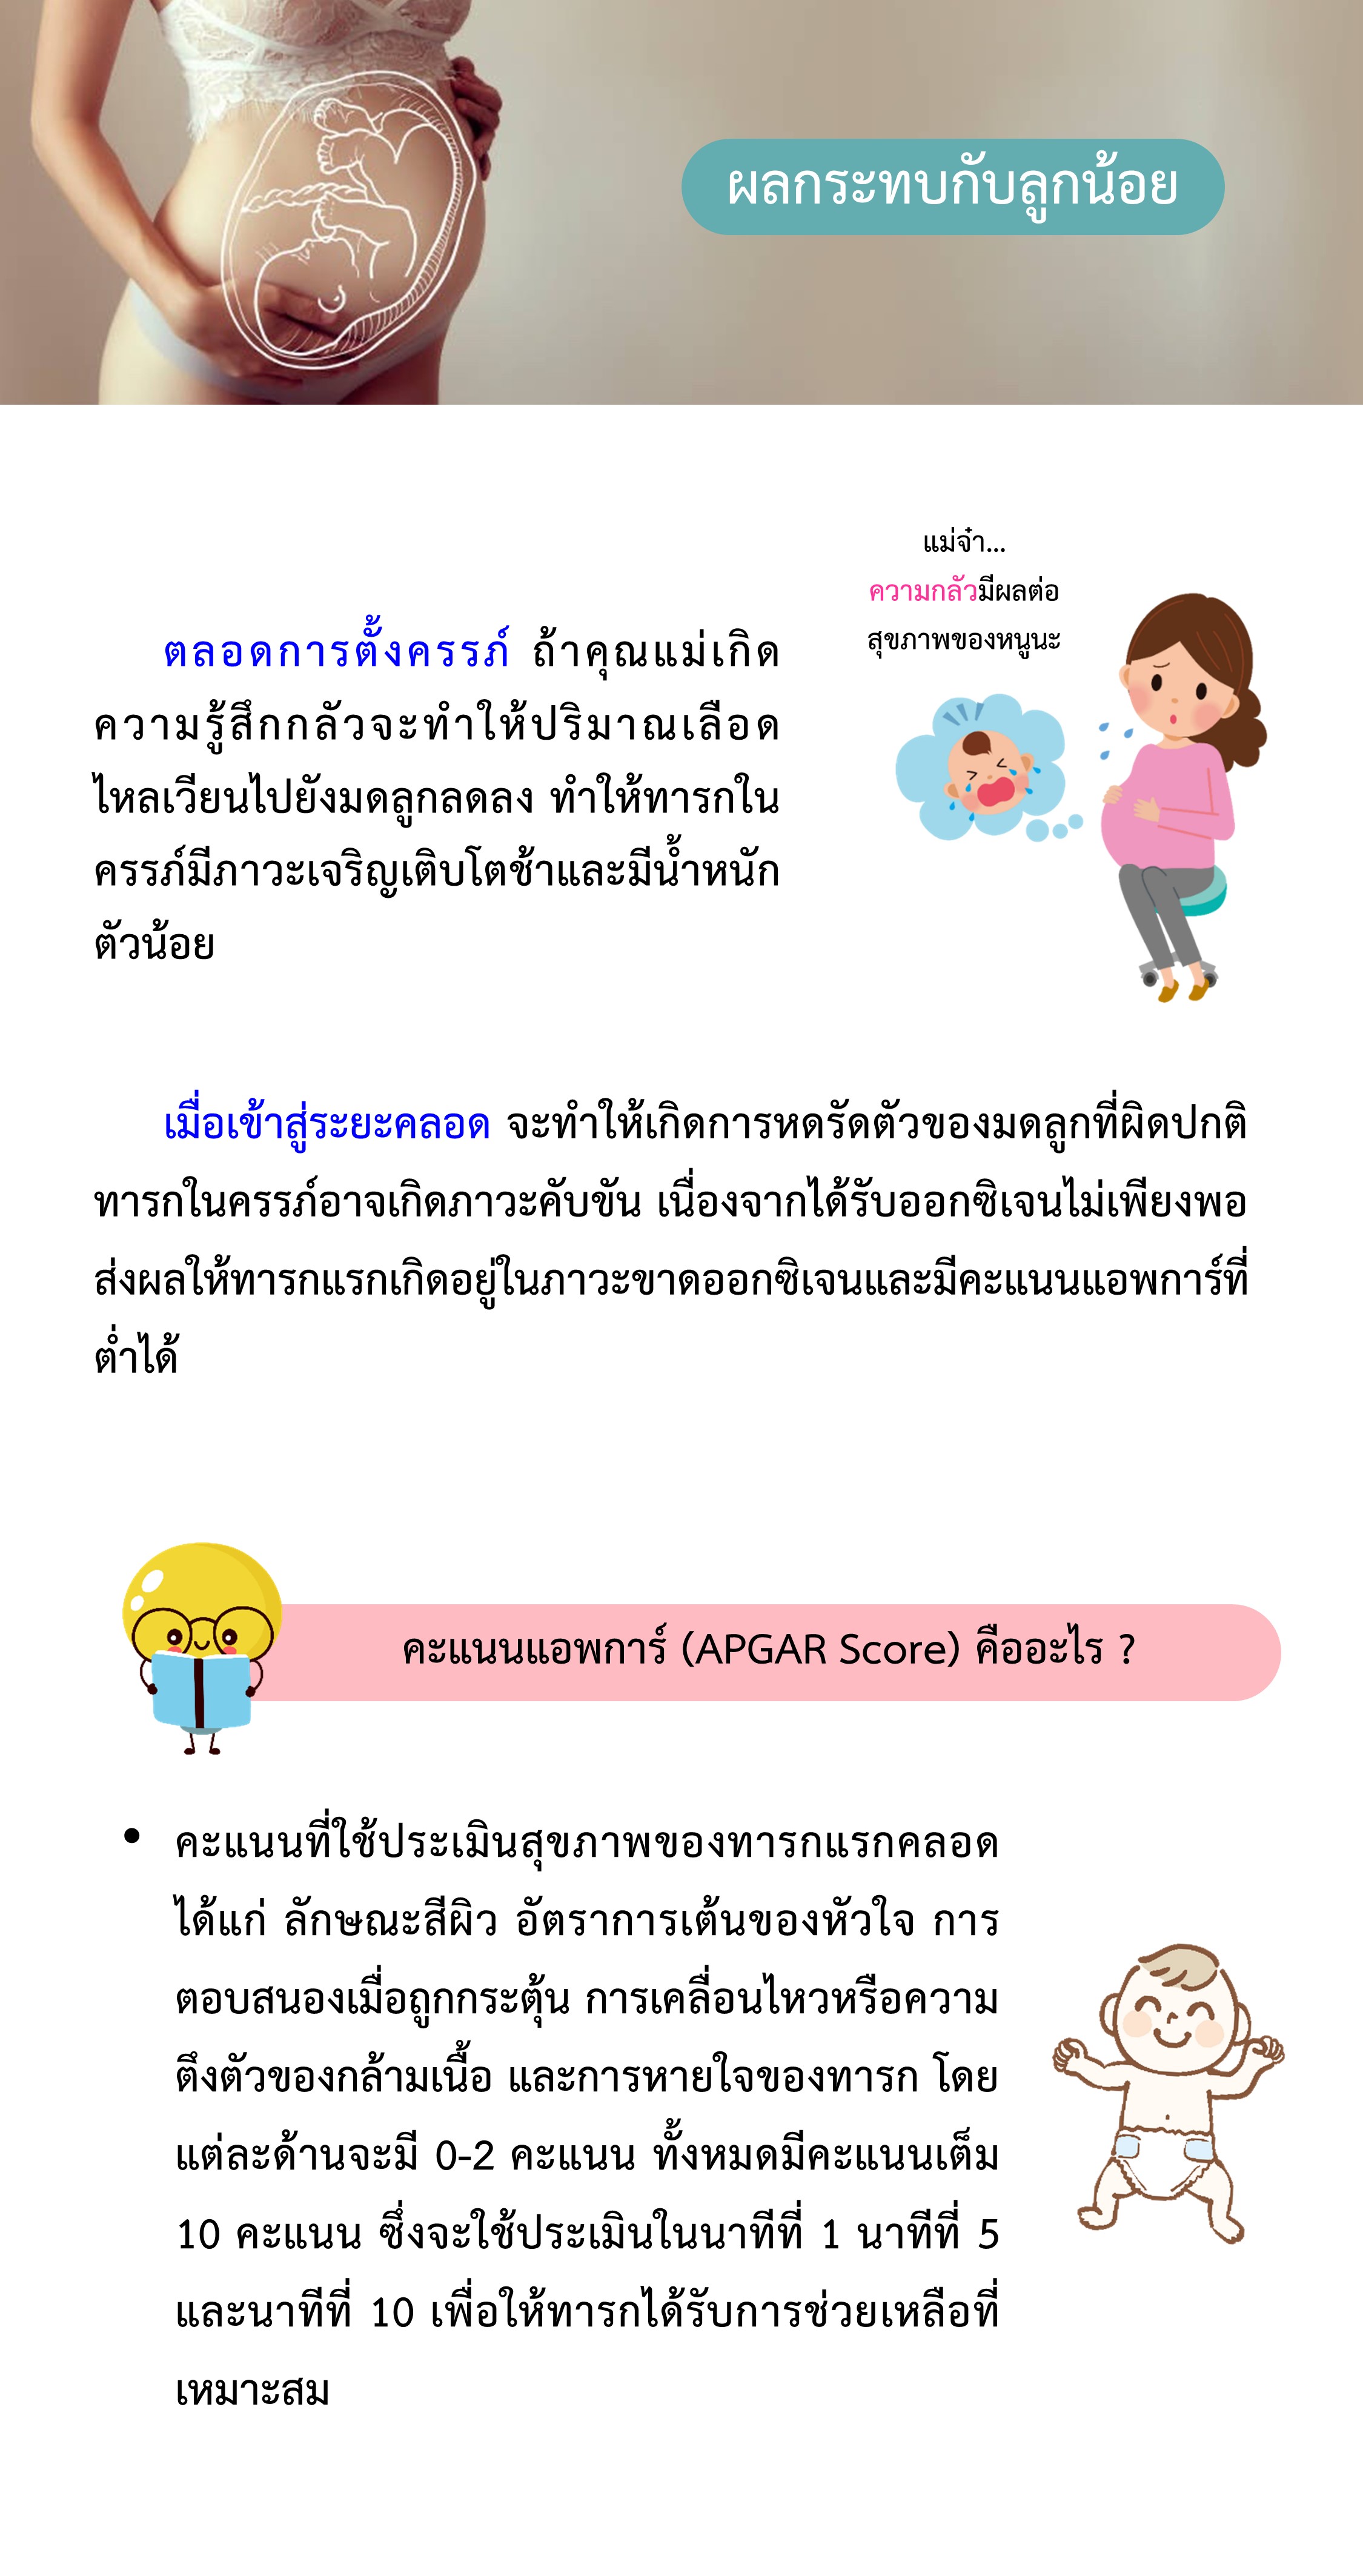 ผลกระทบกับลูกน้อย
แม่จ๋า...
ความกลัวมีผลต่อ
สุขภาพของหนูนะ
ตลอดการตั้งครรภ์ ถ้าคุณแม่เกิด
ความรู้สึกกลัวจะทำให้ปริมาณเลือด
ไหลเวียนไปยังมดลูกลดลง ทำให้ทารกใน
ครรภ์มีภาวะเจริญเติบโตช้าและมีน้ำหนัก
ตัวน้อย
เมื่อเข้าสู่ระยะคลอด จะทำให้เกิดการหดรัดตัวของมดลูกที่ผิดปกติ
ทารกในครรภ์อาจเกิดภาวะคับขัน เนื่องจากได้รับออกซิเจนไม่เพียงพอ
ส่งผลให้ทารกแรกเกิดอยู่ในภาวะขาดออกซิเจนและมีคะแนนแอพการ์ที่
ต่ำได้
คะแนนแอพการ์ (APGAR Score) คืออะไร ?
• คะแนนที่ใช้ประเมินสุขภาพของทารกแรกคลอด
ได้แก่ ลักษณะสีผิว อัตราการเต้นของหัวใจ การ
ตอบสนองเมื่อถูกกระตุ้น การเคลื่อนไหวหรือความ
ตึงตัวของกล้ามเนื้อ และการหายใจของทารก โดย
แต่ละด้านจะมี 0-2 คะแนน ทั้งหมดมีคะแนนเต็ม
10 คะแนน ซึ่งจะใช้ประเมินในนาทีที่ 1 นาทีที่ 5
และนาทีที่ 10 เพื่อให้ทารกได้รับการช่วยเหลือที่
เหมาะสม